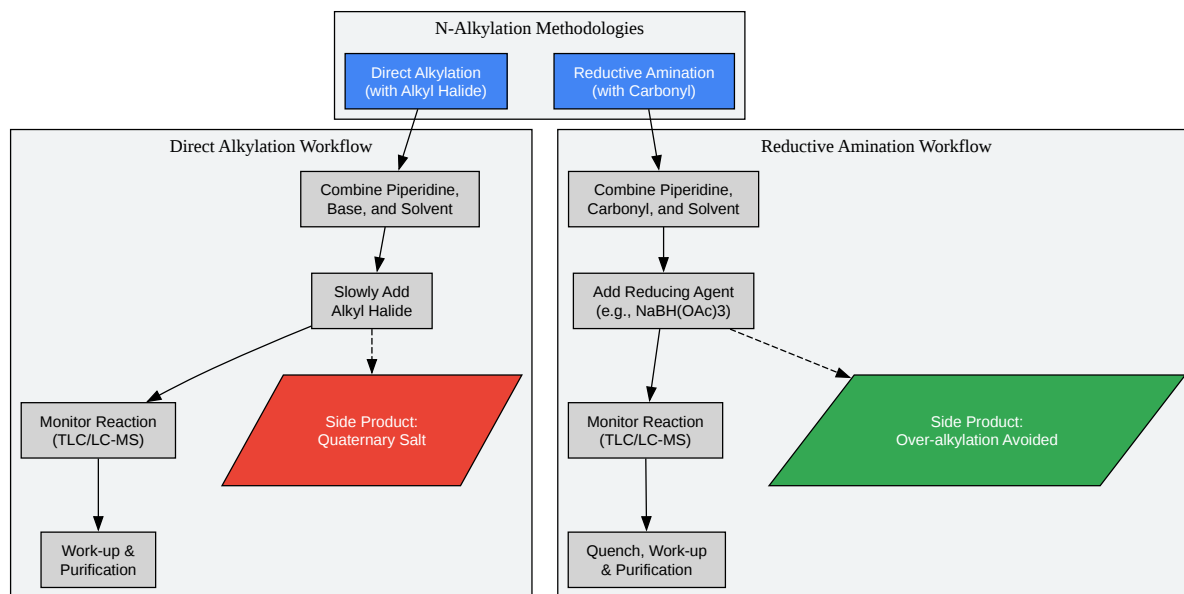 N-Alkylation Methodologies
Direct Alkylation
(with Alkyl Halide)
Reductive Amination
(with Carbonyl)
Direct Alkylation Workflow
Combine Piperidine,
Base, and Solvent
Slowly Add
Alkyl Halide
Monitor Reaction
(TLC/LC-MS)
Side Product:
Quaternary Salt
Work-up &
Purification
Reductive Amination Workflow
Combine Piperidine,
Carbonyl, and Solvent
Add Reducing Agent
(e.g., NaBH(OAc)3)
Monitor Reaction
(TLC/LC-MS)
Side Product:
Over-alkylation Avoided
Quench, Work-up
& Purification